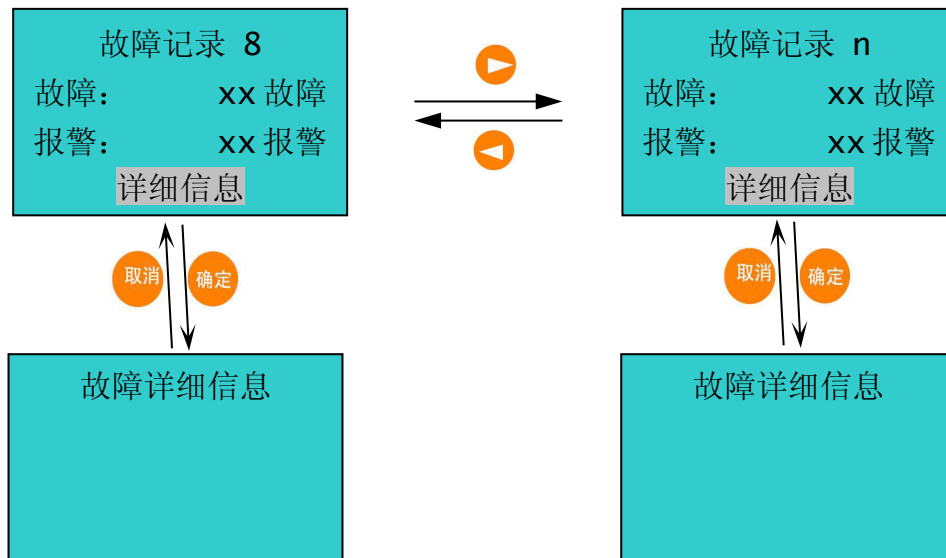 故障记录 8
故障： xx 故障
报警： xx 报警
详细信息
故障记录 n
故障： xx 故障
报警： xx 报警
详细信息
取消 确定
取消 确定
故障详细信息
故障详细信息